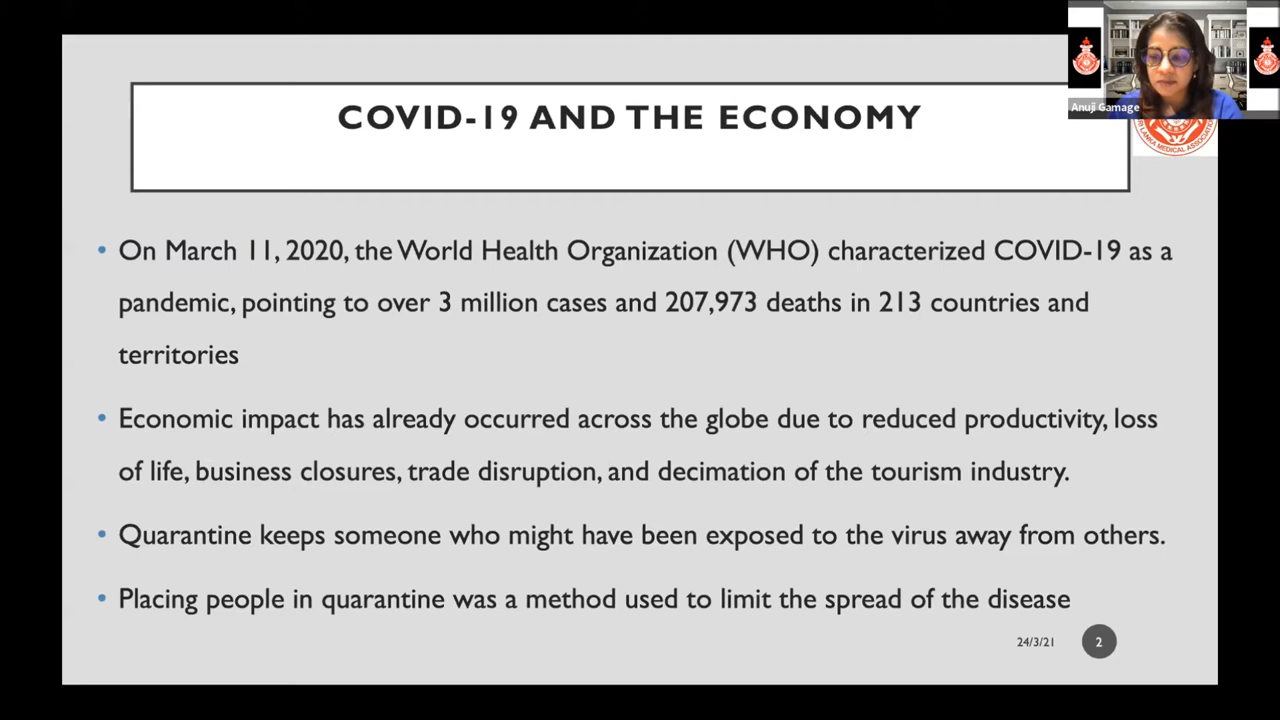 COVID-19 AND THE ECONOMY
Anuji Gamage
RI LANKA MEDICAL ASSOCIATION
• On March 11, 2020, the World Health Organization (WHO) characterized COVID-19 as a
pandemic, pointing to over 3 million cases and 207,973 deaths in 213 countries and
territories
• Economic impact has already occurred across the globe due to reduced productivity, loss
of life, business closures, trade disruption, and decimation of the tourism industry.
• Quarantine keeps someone who might have been exposed to the virus away from others.
• Placing people in quarantine was a method used to limit the spread of the disease
24/3/21
2